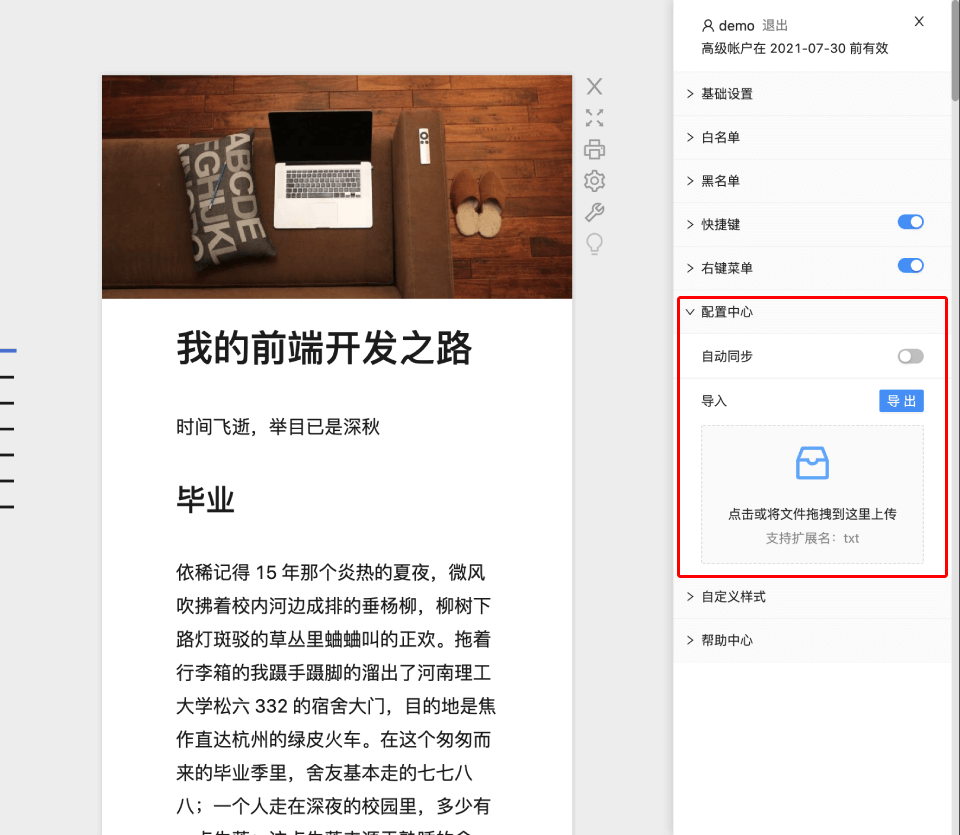 demo 退出
高级帐户在 2021-07-30 前有效
基础设置
白名单
黑名单
快捷键
右键菜单
配置中心
自动同步
导入
导 出
点击或将文件拖拽到这里上传
支持扩展名：txt
自定义样式
帮助中心
ABCDE
我的前端开发之路
时间飞逝，举目已是深秋
毕业
依稀记得 15 年那个炎热的夏夜，微风
吹拂着校内河边成排的垂杨柳，柳树下
路灯斑驳的草丛里蛐蛐叫的正欢。拖着
行李箱的我蹑手蹑脚的溜出了河南理工
大学松六 332 的宿舍大门，目的地是焦
作直达杭州的绿皮火车。在这个匆匆而
来的毕业季里，舍友基本走的七七八
八；一个人走在深夜的校园里，多少有